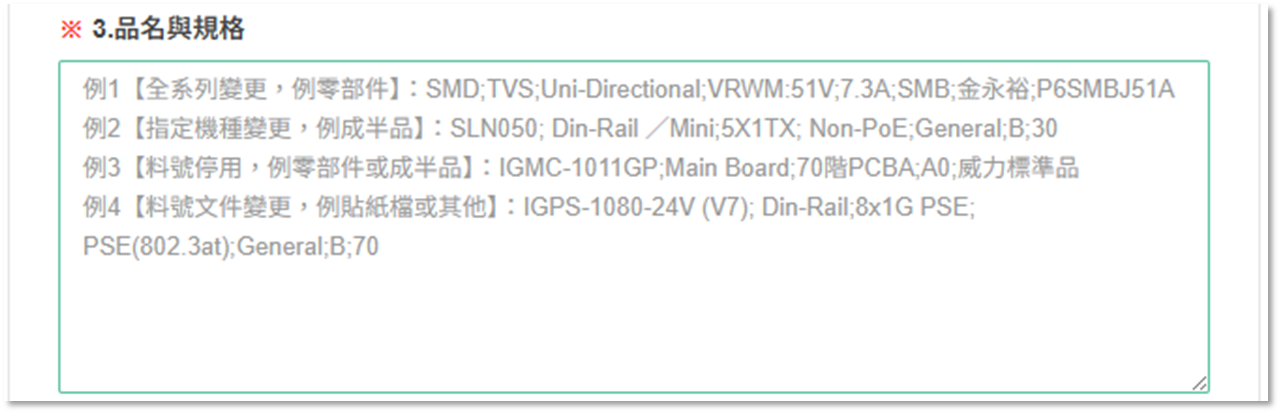 ※ 3.品名與規格
例1【全系列變更，例零部件】：SMD;TVS;Uni-Directional;VRWM:51V;7.3A;SMB;金永裕;P6SMBJ51A
例2【指定機種變更，例成半品】：SLN050; Din-Rail ／Mini;5X1TX; Non-PoE;General;B;30
例3【料號停用，例零部件或成半品】：IGMC-1011GP;Main Board;70階PCBA;A0;威力標準品
例4【料號文件變更，例貼紙檔或其他】：IGPS-1080-24V (V7); Din-Rail;8x1G PSE;
PSE(802.3at);General;B;70